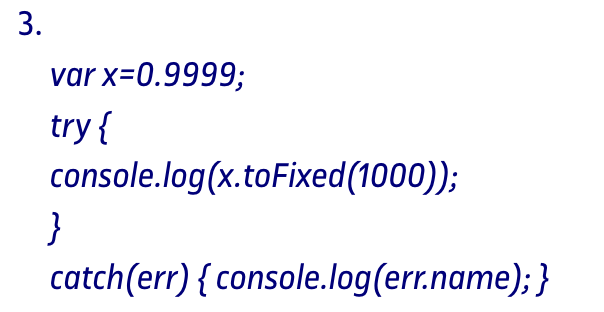 3.
var x=0.9999;
try {
console.log(x.toFixed(1000));
}
catch(err) { console.log(err.name); }